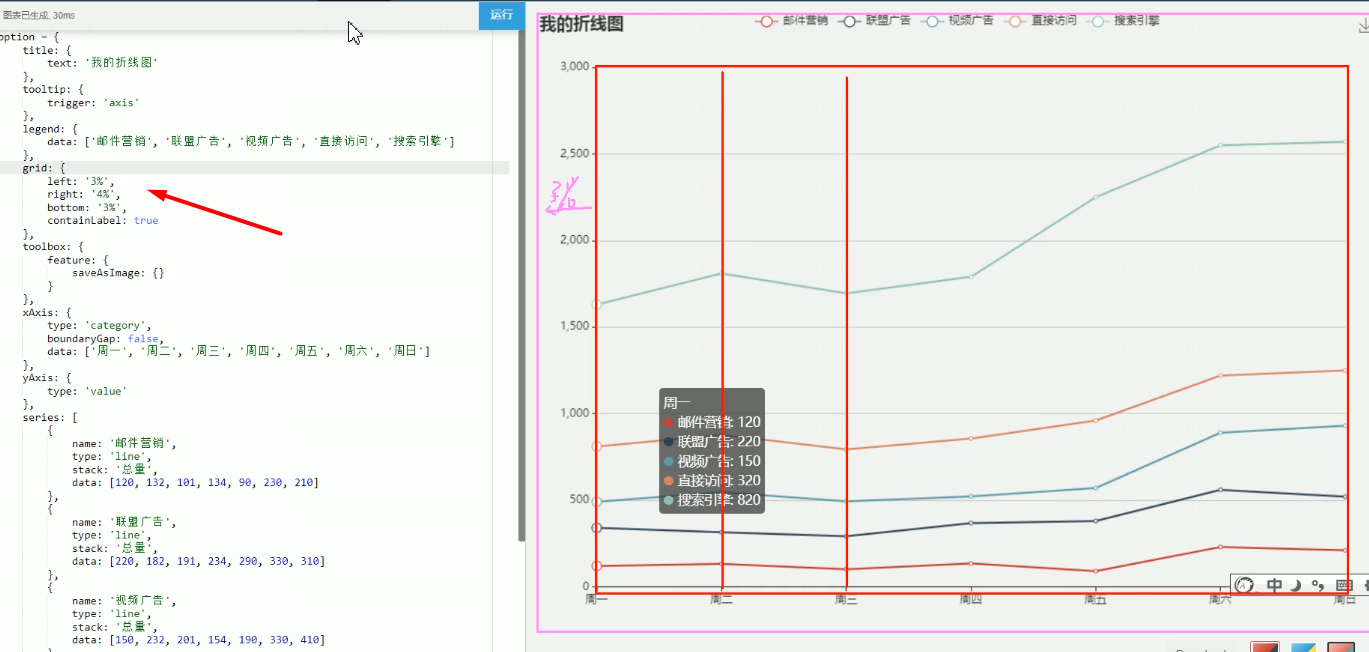 图表已生成, 30ms
运行
option = {
title: {
text: '我的折线图'
},
tooltip: {
trigger: 'axis'
},
legend: {
data: ['邮件营销', '联盟广告', '视频广告', '直接访问', '搜索引擎']
},
grid: {
left: '3%',
right: '4%',
bottom: '3%',
containLabel: true
},
toolbox: {
feature: {
saveAsImage: {}
}
},
xAxis: {
type: 'category',
boundaryGap: false,
data: ['周一', '周二', '周三', '周四', '周五', '周六', '周日']
},
yAxis: {
type: 'value'
},
series: [
{
name: '邮件营销',
type: 'line',
stack: '总量',
data: [120, 132, 101, 134, 90, 230, 210]
},
{
name: '联盟广告',
type: 'line',
stack: '总量',
data: [220, 182, 191, 234, 290, 330, 310]
},
{
name: '视频广告',
type: 'line',
stack: '总量',
data: [150, 232, 201, 154, 190, 330, 410]
我的折线图
邮件营销 联盟广告 视频广告 直接访问 搜索引擎
3,000
2,500
3%
2,000
1,500
1,000
500
0
周一
邮件营销: 120
联盟广告: 220
视频广告: 150
直接访问: 320
搜索引擎: 820
周一 周二 周三 周四 周五 周六 周日
中